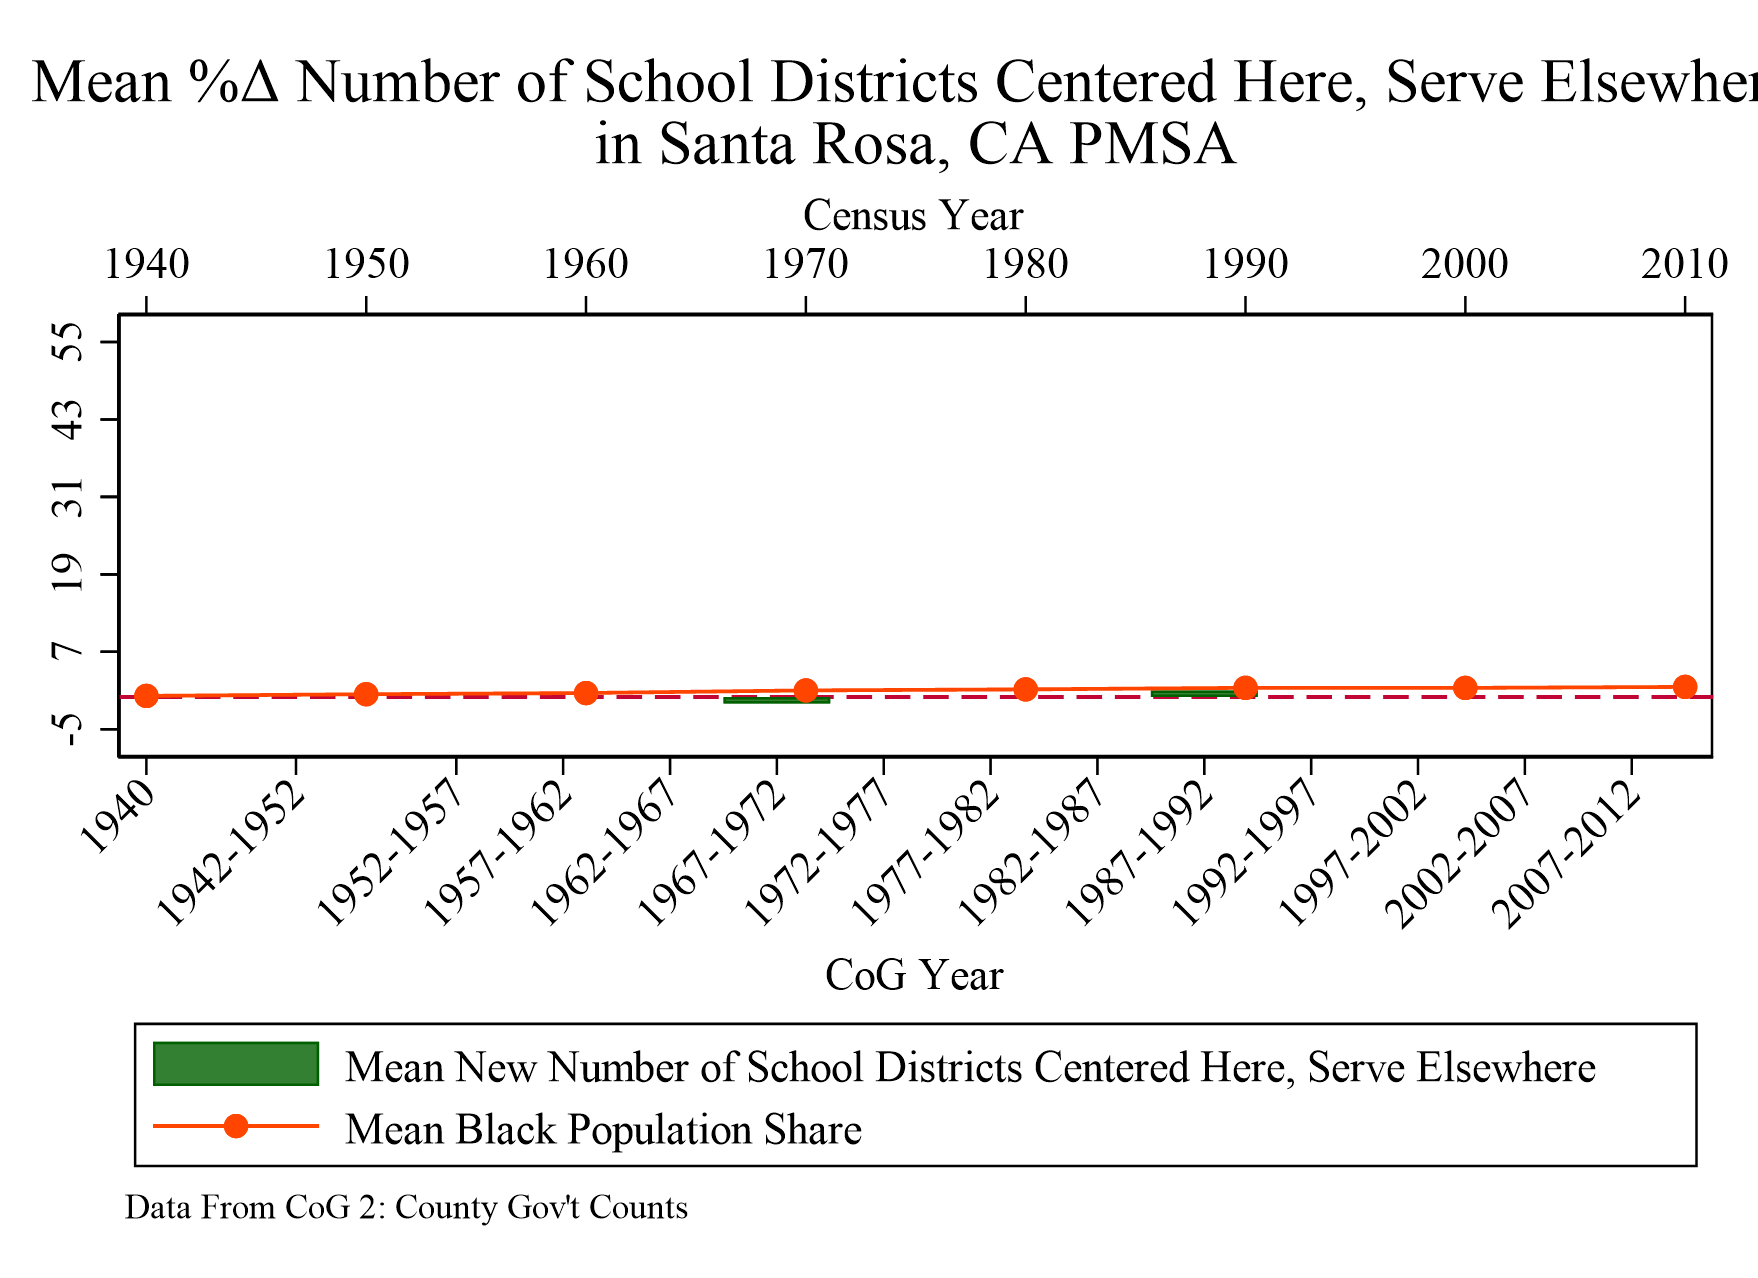 Mean %Δ Number of School Districts Centered Here, Serve Elsewher
in Santa Rosa, CA PMSA
Census Year
1940 1950 1960 1970 1980 1990 2000 2010
55
43
31
19
7
-5
1940 1942-1952 1952-1957 1957-1962 1962-1967 1967-1972 1972-1977 1977-1982 1982-1987 1987-1992 1992-1997 1997-2002 2002-2007 2007-2012
CoG Year
Mean New Number of School Districts Centered Here, Serve Elsewhere
Mean Black Population Share
Data From CoG 2: County Gov't Counts